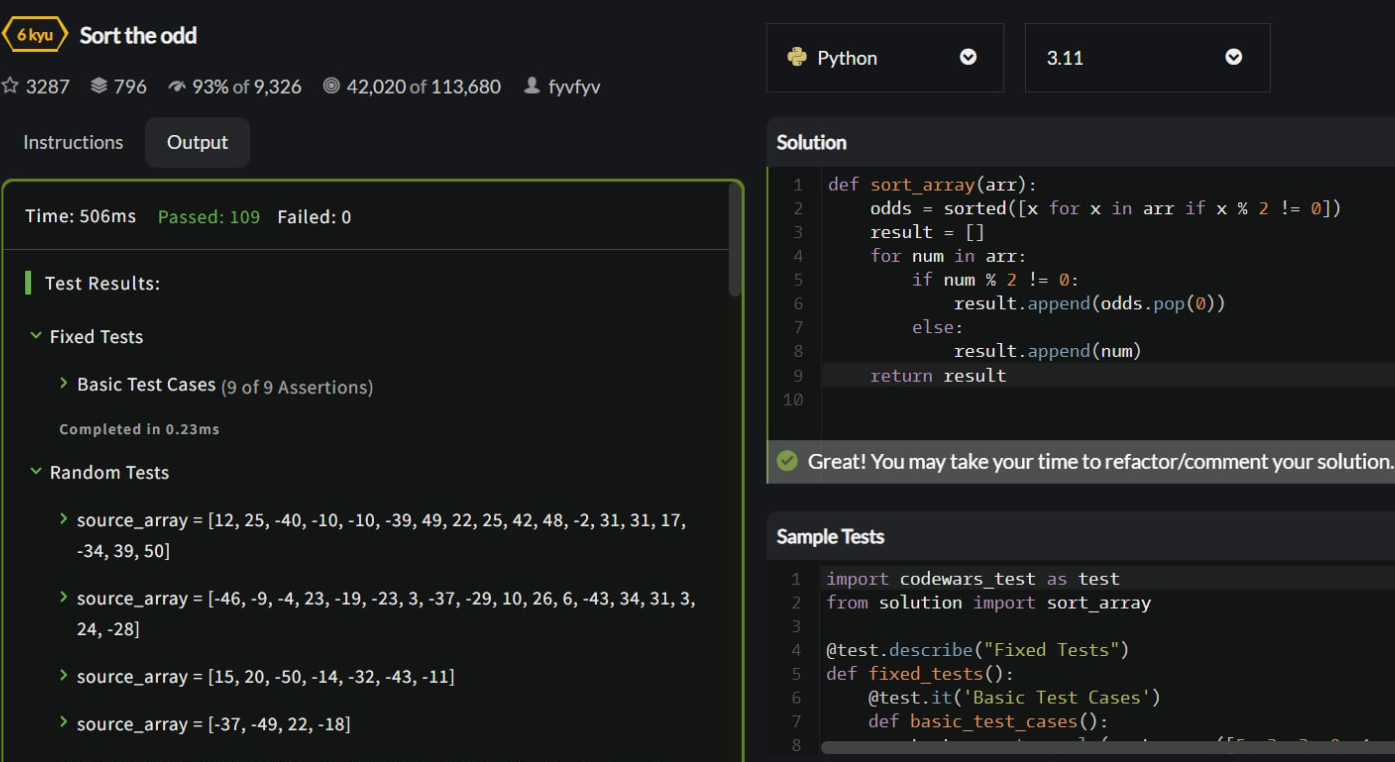 6 kyu Sort the odd
3287 796 93% of 9,326 42,020 of 113,680 fyvfyv
Instructions Output
Time: 506ms Passed: 109 Failed: 0
Test Results:
Fixed Tests
Basic Test Cases (9 of 9 Assertions)
Completed in 0.23ms
Random Tests
source_array = [12, 25, -40, -10, -10, -39, 49, 22, 25, 42, 48, -2, 31, 31, 17,
-34, 39, 50]
source_array = [-46, -9, -4, 23, -19, -23, 3, -37, -29, 10, 26, 6, -43, 34, 31, 3,
24, -28]
source_array = [15, 20, -50, -14, -32, -43, -11]
source_array = [-37, -49, 22, -18]
Python 3.11
Solution
1 def sort_array(arr):
2     odds = sorted([x for x in arr if x % 2 != 0])
3     result = []
4     for num in arr:
5         if num % 2 != 0:
6             result.append(odds.pop(0))
7         else:
8             result.append(num)
9     return result
10
Great! You may take your time to refactor/comment your solution.
Sample Tests
1 import codewars_test as test
2 from solution import sort_array
3
4 @test.describe("Fixed Tests")
5 def fixed_tests():
6     @test.it('Basic Test Cases')
7     def basic_test_cases():
8